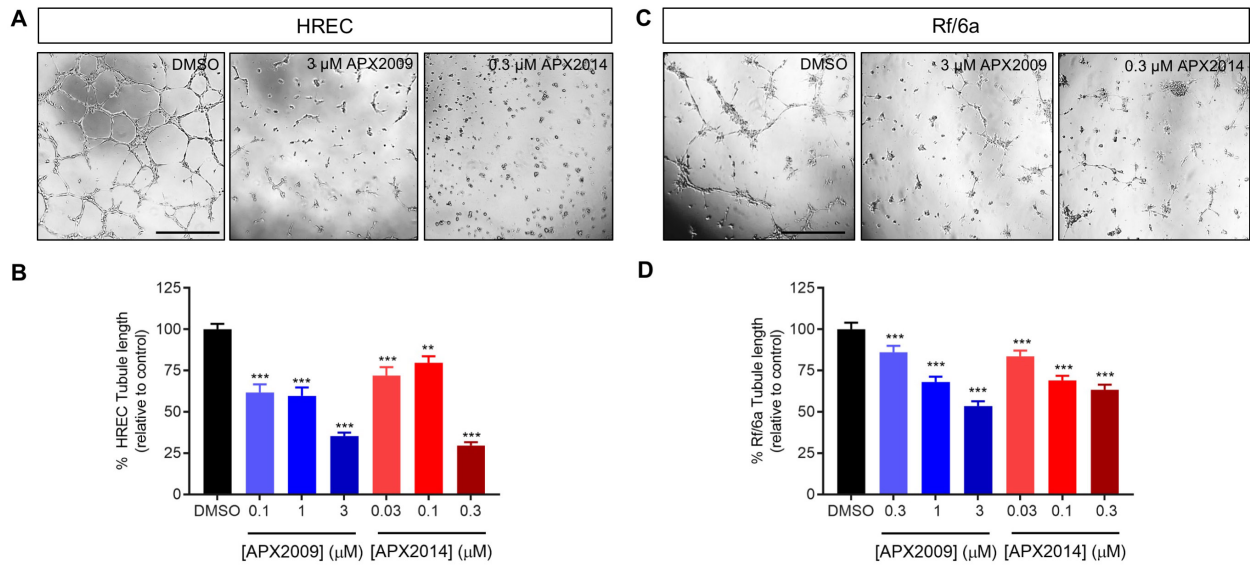 A
HREC
DMSO
3 µM APX2009
0.3 µM APX2014
B
125
100
75
50
25
0
% HREC Tubule length
(relative to control)
***
***
***
***
**
***
DMSO
0.1
1
3
0.03
0.1
0.3
[APX2009] (µM)
[APX2014] (µM)
C
Rf/6a
DMSO
3 µM APX2009
0.3 µM APX2014
D
125
100
75
50
25
0
% Rf/6a Tubule length
(relative to control)
***
***
***
***
***
***
DMSO
0.3
1
3
0.03
0.1
0.3
[APX2009] (µM)
[APX2014] (µM)